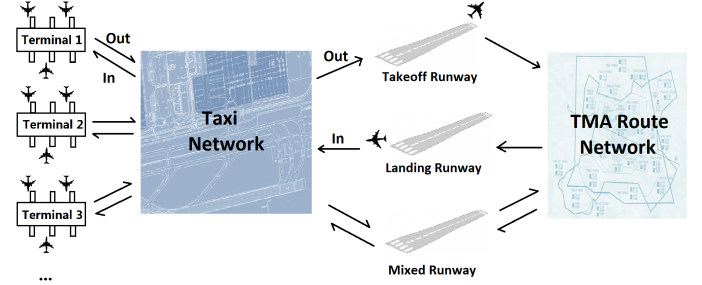 Terminal 1
Out
In
Terminal 2
Terminal 3
...
Taxi
Network
Out
Takeoff Runway
In
Landing Runway
Mixed Runway
TMA Route
Network